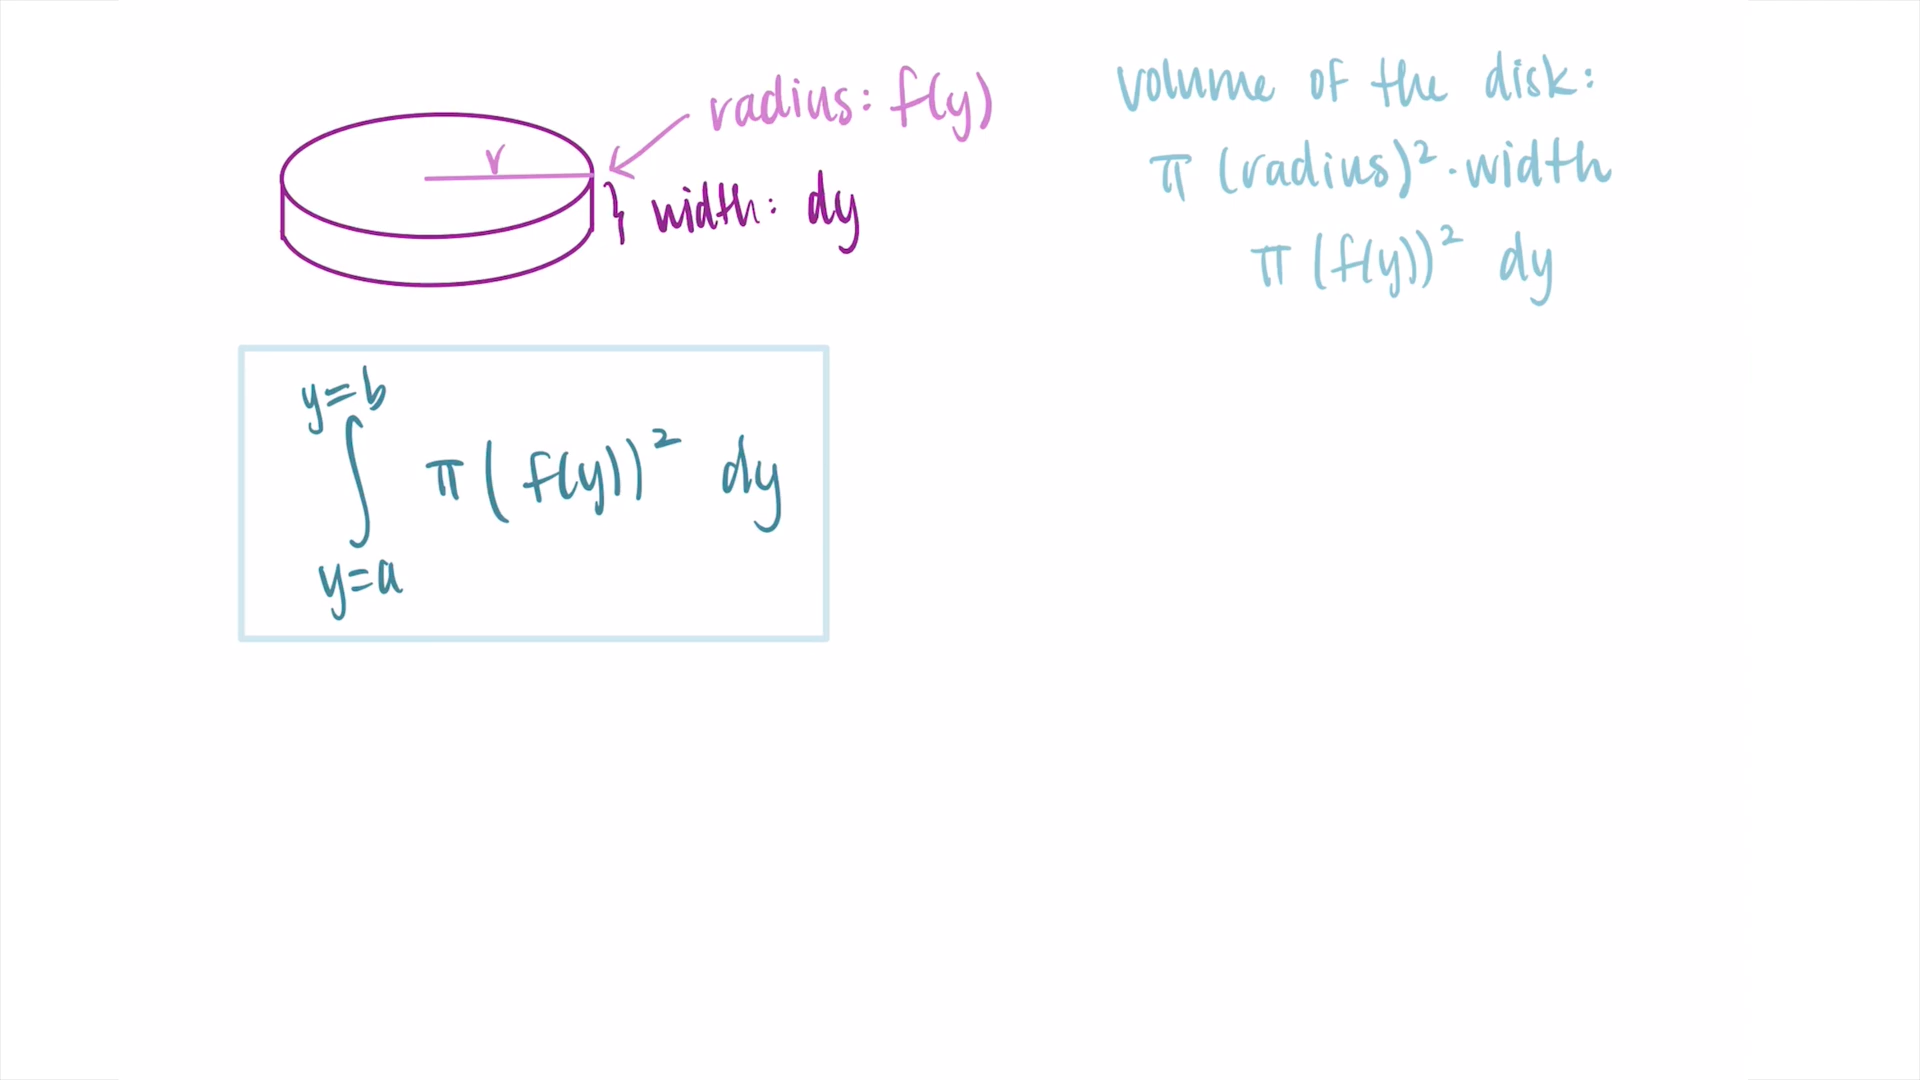 radius: f(y)
r
width: dy
volume of the disk:
π (radius)² · width
π (f(y))² dy
y=b
∫ π ( f(y))² dy
y=a